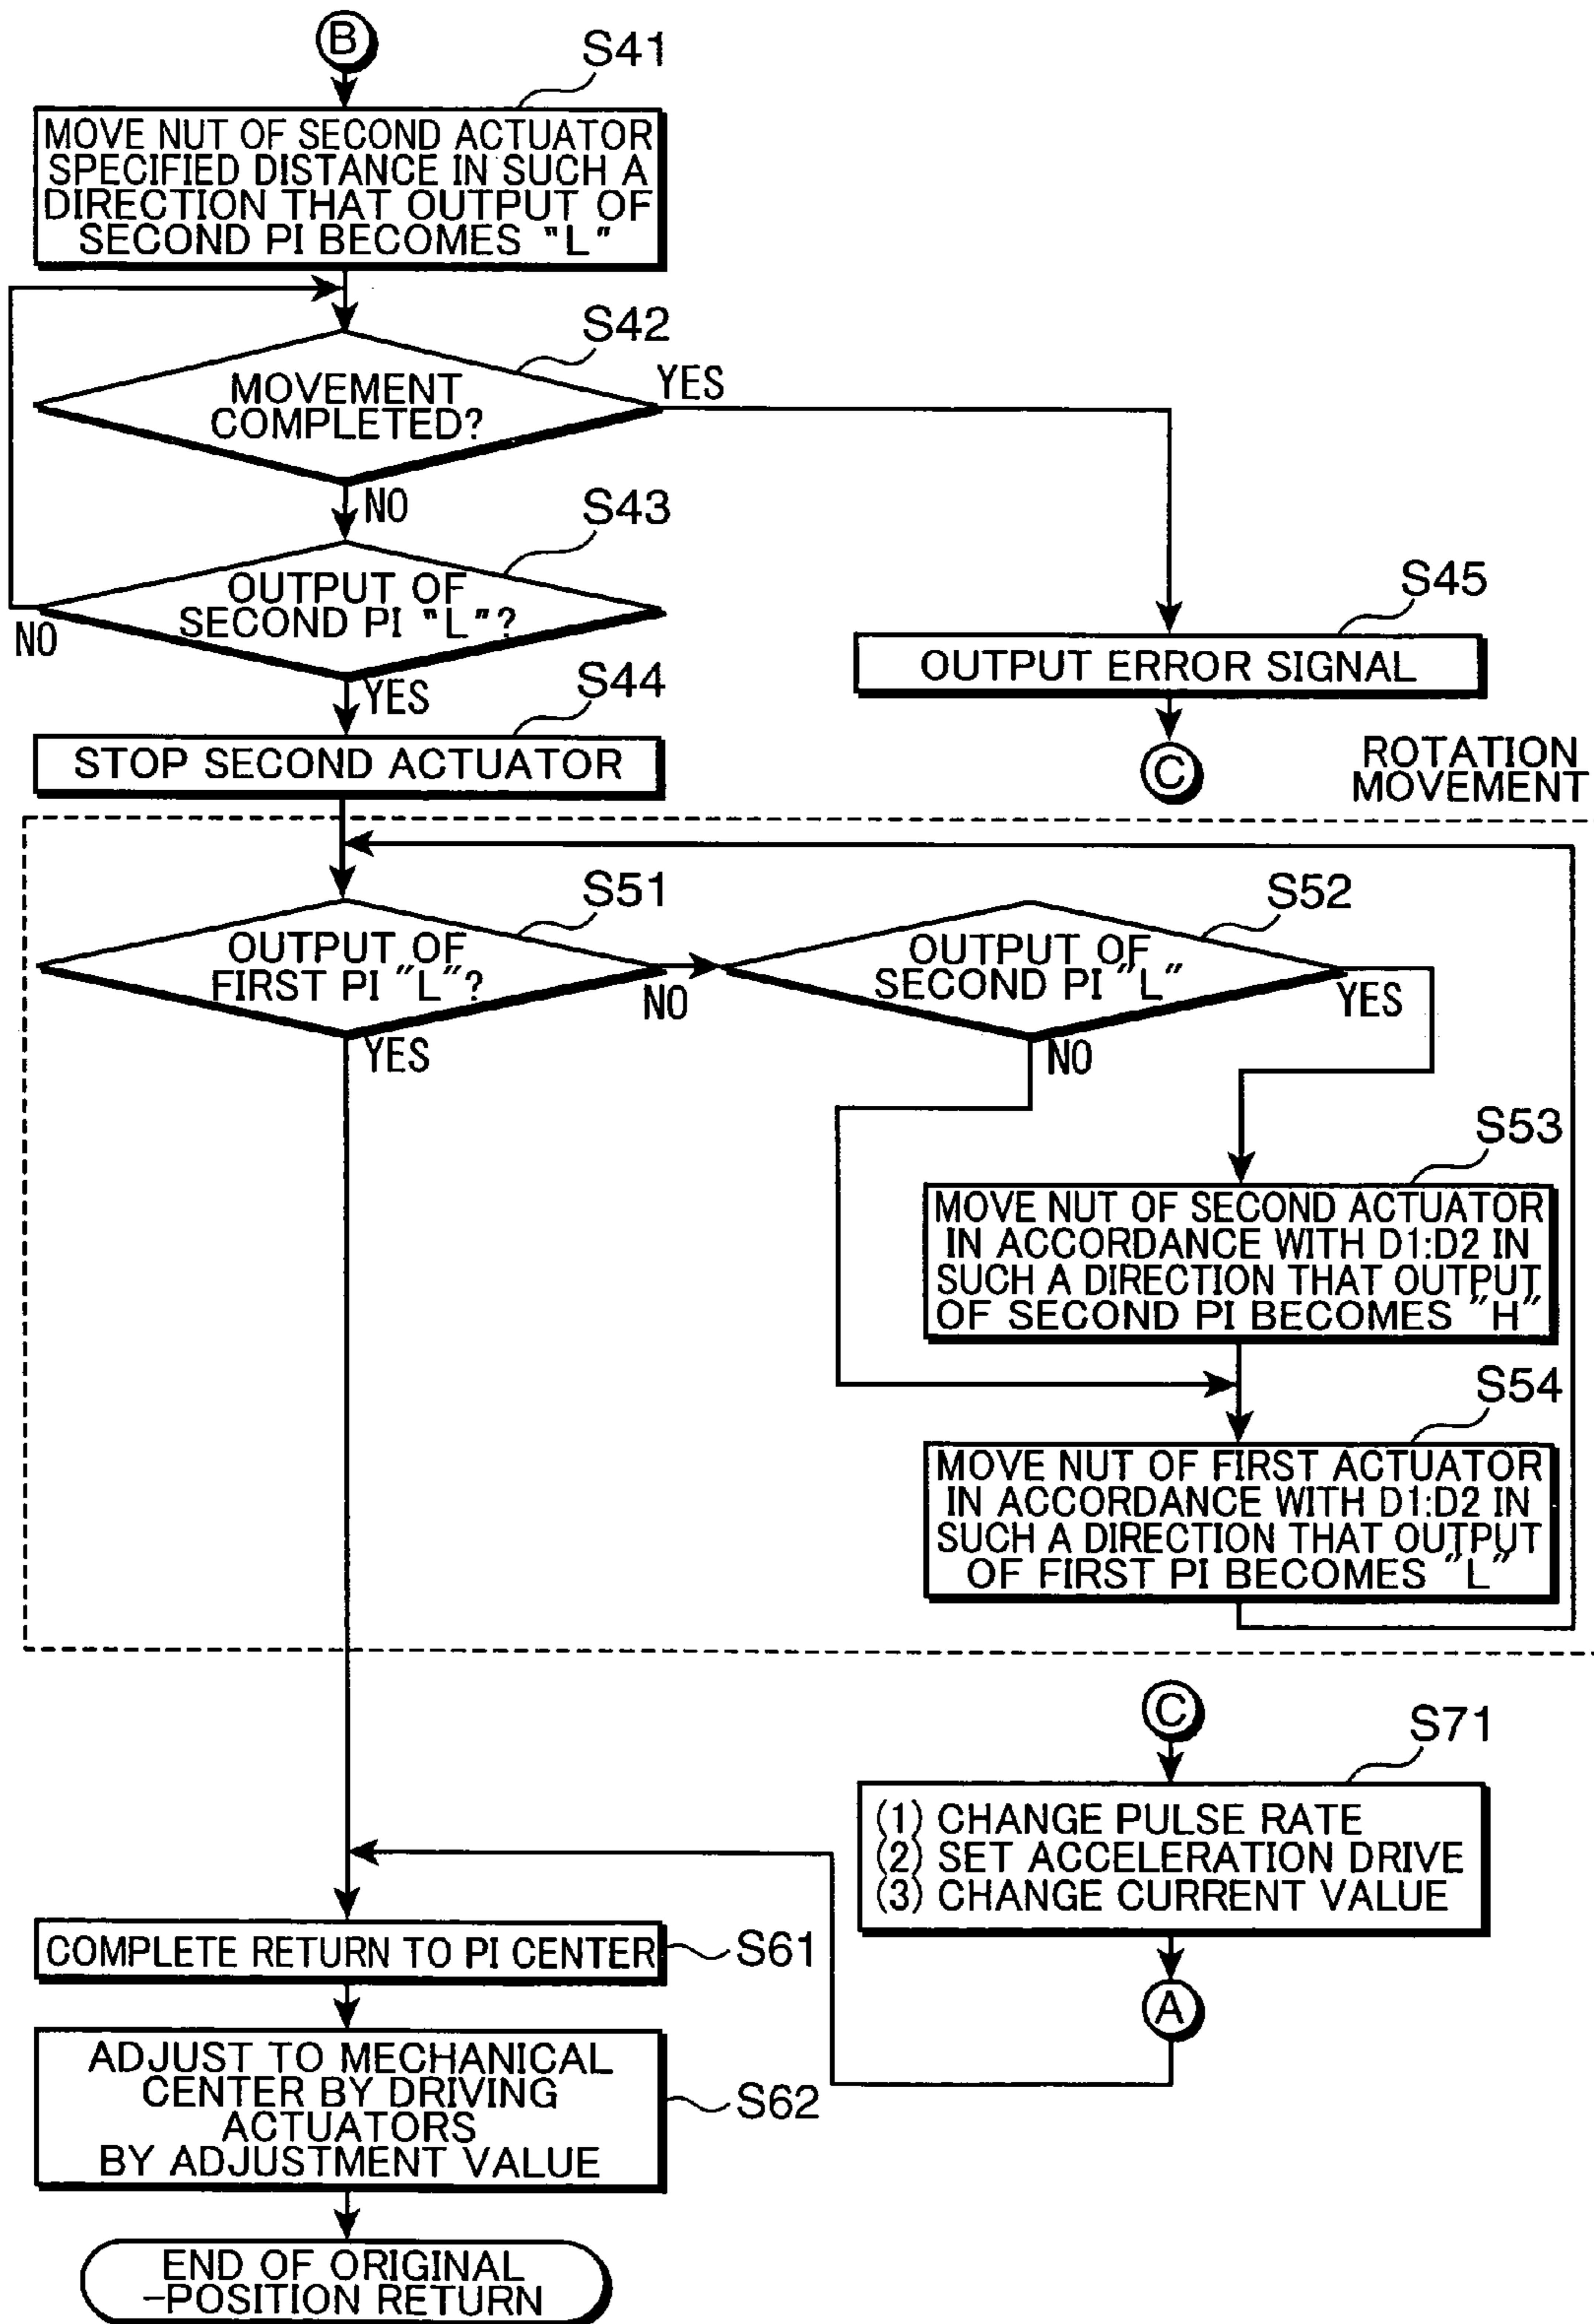 B
S41
MOVE NUT OF SECOND ACTUATOR
SPECIFIED DISTANCE IN SUCH A
DIRECTION THAT OUTPUT OF
SECOND PI BECOMES "L"
S42
MOVEMENT
COMPLETED?
YES
NO
S43
OUTPUT OF
SECOND PI "L"?
NO
YES
S44
STOP SECOND ACTUATOR
S45
OUTPUT ERROR SIGNAL
C
ROTATION
MOVEMENT
S51
OUTPUT OF
FIRST PI "L"?
NO
YES
S52
OUTPUT OF
SECOND PI "L"
YES
NO
S53
MOVE NUT OF SECOND ACTUATOR
IN ACCORDANCE WITH D1:D2 IN
SUCH A DIRECTION THAT OUTPUT
OF SECOND PI BECOMES "H"
S54
MOVE NUT OF FIRST ACTUATOR
IN ACCORDANCE WITH D1:D2 IN
SUCH A DIRECTION THAT OUTPUT
OF FIRST PI BECOMES "L"
C
S71
(1) CHANGE PULSE RATE
(2) SET ACCELERATION DRIVE
(3) CHANGE CURRENT VALUE
A
COMPLETE RETURN TO PI CENTER
S61
ADJUST TO MECHANICAL
CENTER BY DRIVING
ACTUATORS
BY ADJUSTMENT VALUE
S62
END OF ORIGINAL
-POSITION RETURN